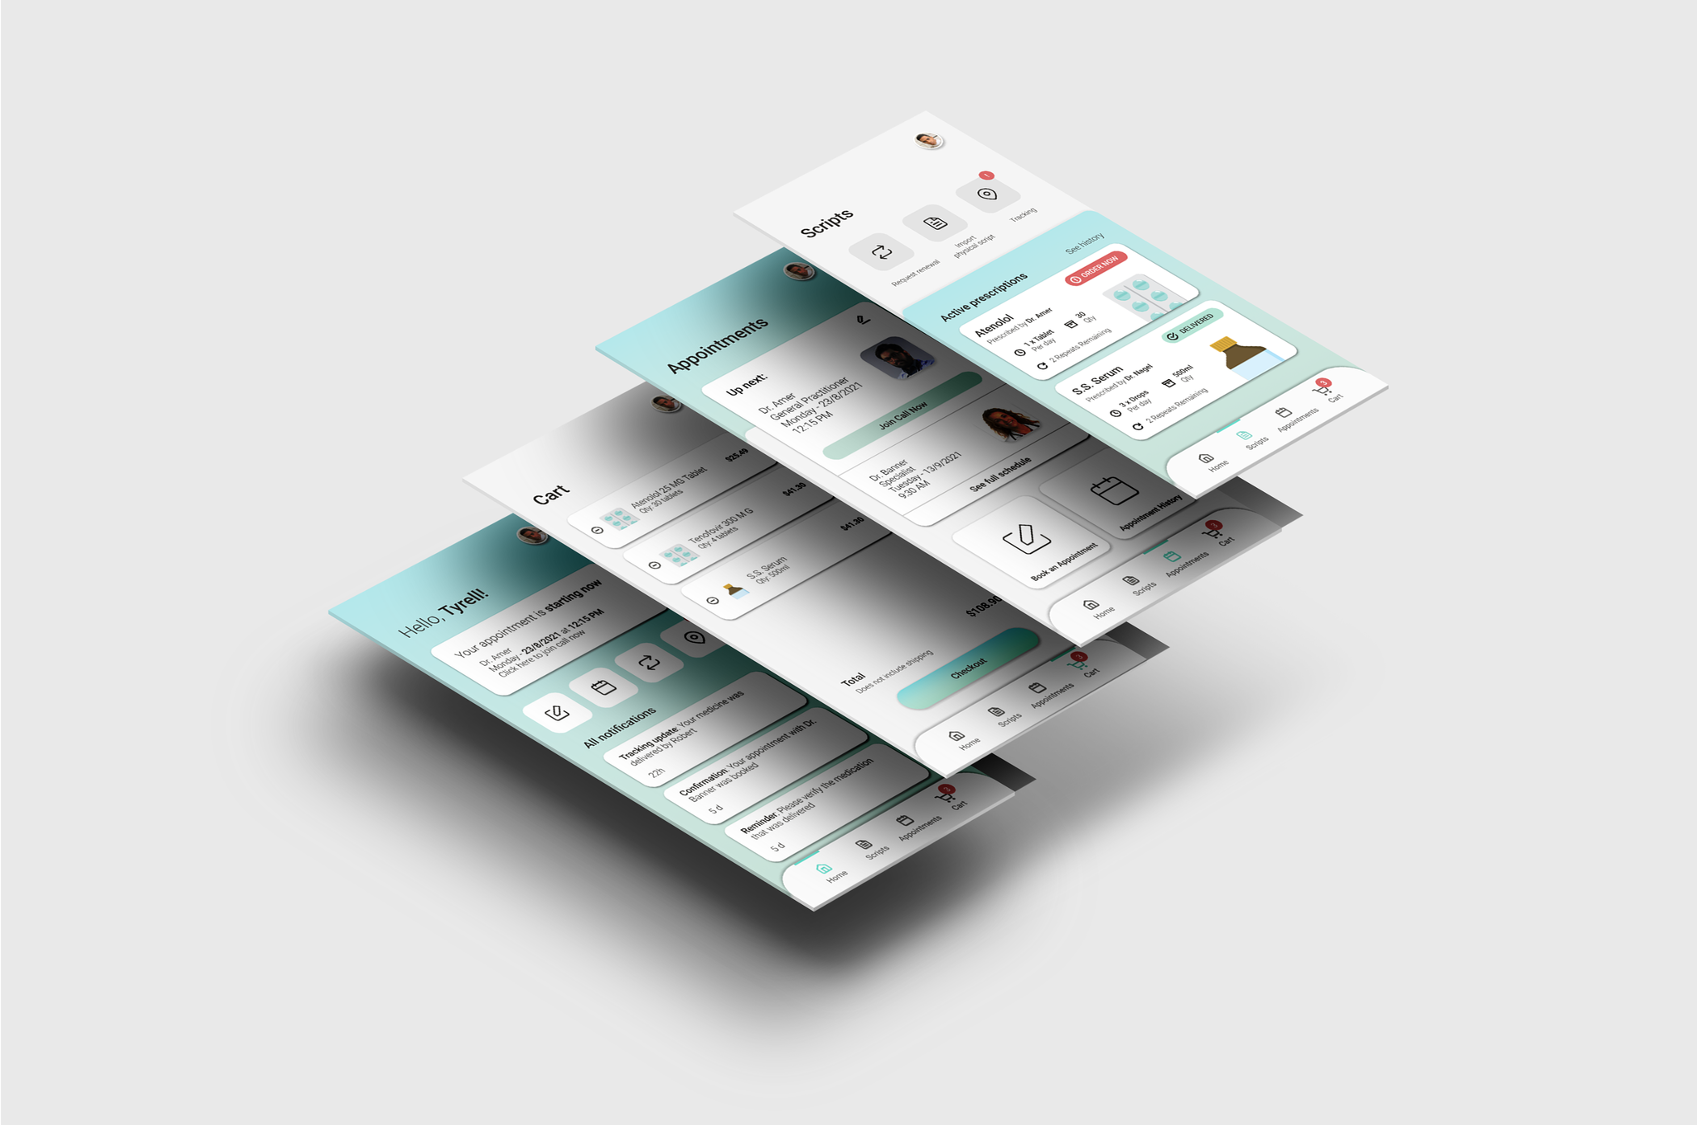 Scripts
1
Request renewal
Import
physical script
Tracking
Active prescriptions
See history
Atenolol
Prescribed by Dr. Amer
ORDER NOW
1 x Tablet
Per day
30
Qty
2 Repeats Remaining
S.S. Serum
Prescribed by Dr. Nagel
DELIVERED
3 x Drops
Per day
500ml
Qty
2 Repeats Remaining
Home
Scripts
Appointments
3
Cart
Appointments
Up next:
Dr. Amer
General Practitioner
Monday - 23/8/2021
12:15 PM
Join Call Now
Dr. Banner
Specialist
Tuesday - 13/9/2021
9:30 AM
See full schedule
Book an Appointment
Appointment History
Home
Scripts
Appointments
3
Cart
Cart
Atenolol 25 MG Tablet
Qty: 30 tablets
$25.49
Tenofovir 300 M G
Qty: 4 tablets
$41.30
S.S. Serum
Qty: 500ml
$41.30
Total
Does not include shipping
$108.90
Checkout
Home
Scripts
Appointments
3
Cart
Hello, Tyrell!
Your appointment is starting now
Dr. Amer
Monday - 23/8/2021 at 12:15 PM
Click here to join call now
All notifications
Tracking update: Your medicine was
delivered by Robert
22h
Confirmation: Your appointment with Dr.
Banner was booked
5 d
Reminder: Please verify the medication
that was delivered
5 d
Home
Scripts
Appointments
3
Cart